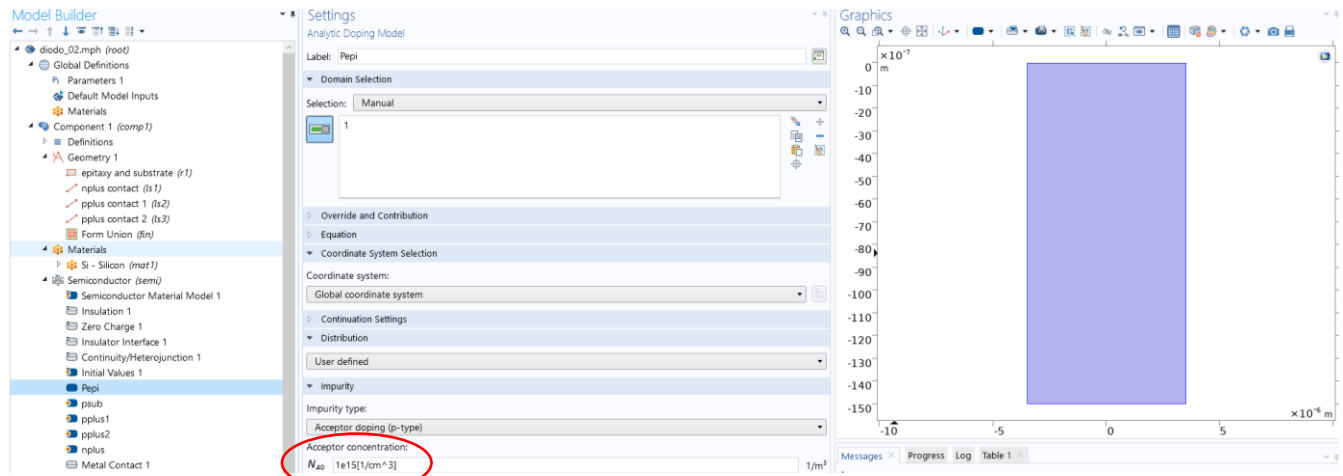 Model Builder
diodo_02.mph (root)
Global Definitions
Pi Parameters 1
Default Model Inputs
Materials
Component 1 (comp1)
Definitions
Geometry 1
epitaxy and substrate (r1)
nplus contact (ls1)
pplus contact 1 (ls2)
pplus contact 2 (ls3)
Form Union (fin)
Materials
Si - Silicon (mat1)
Semiconductor (semi)
Semiconductor Material Model 1
Insulation 1
Zero Charge 1
Insulator Interface 1
Continuity/Heterojunction 1
Initial Values 1
Pepi
psub
pplus1
pplus2
nplus
Metal Contact 1
Settings
Analytic Doping Model
Label: Pepi
Domain Selection
Selection: Manual
1
Override and Contribution
Equation
Coordinate System Selection
Coordinate system:
Global coordinate system
Continuation Settings
Distribution
User defined
Impurity
Impurity type:
Acceptor doping (p-type)
Acceptor concentration:
N_A0 1e15[1/cm^3] 1/m³
Graphics
×10⁻⁷
0 m
-10
-20
-30
-40
-50
-60
-70
-80
-90
-100
-110
-120
-130
-140
-150
×10⁻⁶ m
-10 -5 0 5 10
Messages × Progress Log Table 1 ×